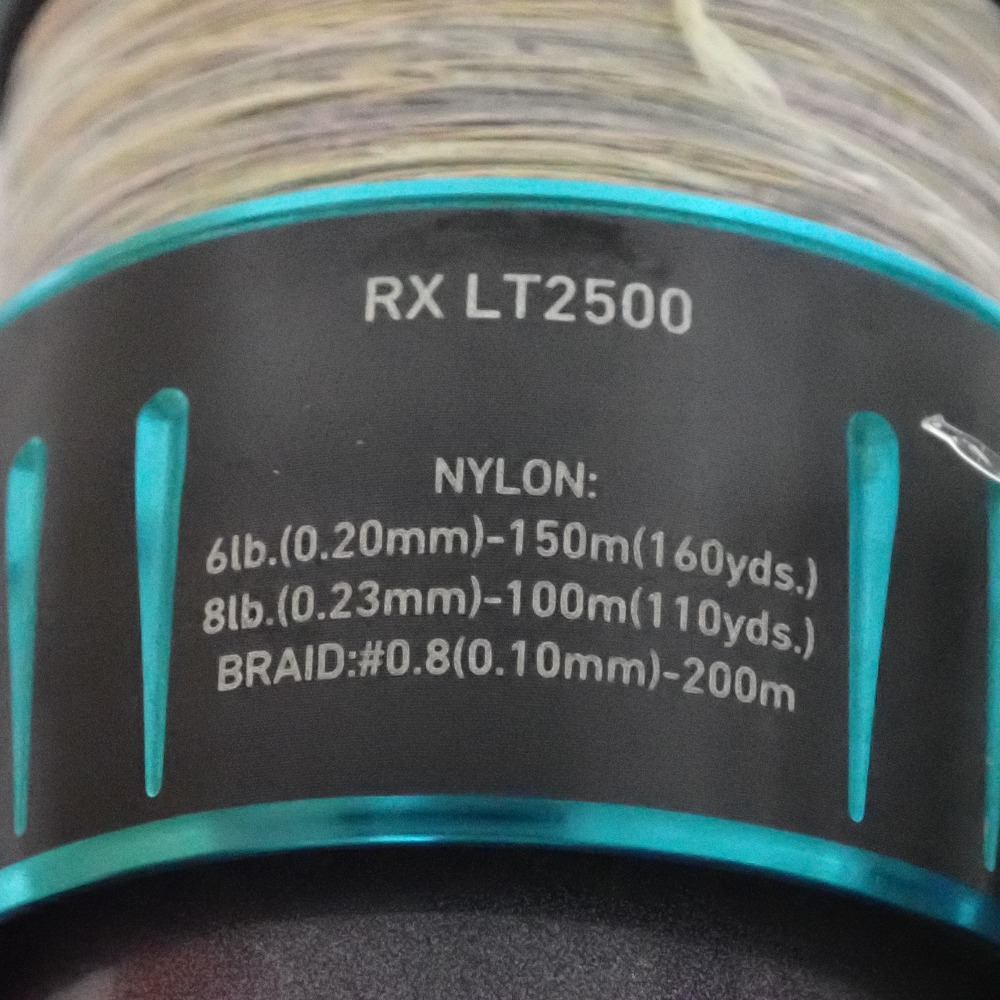 RX LT2500
NYLON:
6lb.(0.20mm)-150m(160yds.)
8lb.(0.23mm)-100m(110yds.)
BRAID:#0.8(0.10mm)-200m